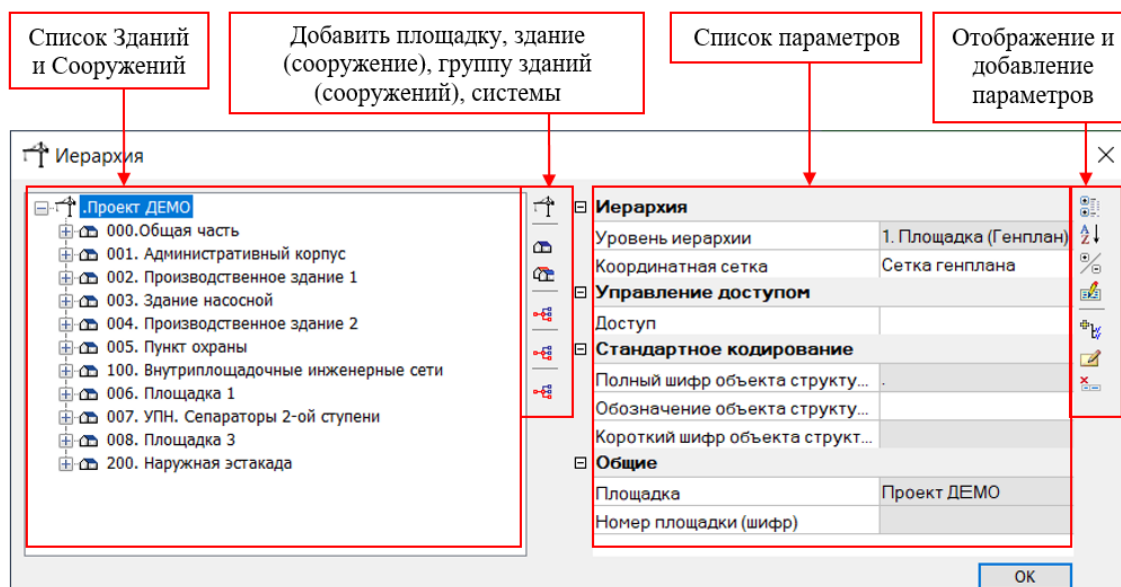 Список Зданий
и Сооружений
Добавить площадку, здание
(сооружение), группу зданий
(сооружений), системы
Список параметров
Отображение и
добавление
параметров
Иерархия
.Проект ДЕМО
000.Общая часть
001. Административный корпус
002. Производственное здание 1
003. Здание насосной
004. Производственное здание 2
005. Пункт охраны
100. Внутриплощадочные инженерные сети
006. Площадка 1
007. УПН. Сепараторы 2-ой ступени
008. Площадка 3
200. Наружная эстакада
Иерархия
Уровень иерархии 1. Площадка (Генплан)
Координатная сетка Сетка генплана
Управление доступом
Доступ
Стандартное кодирование
Полный шифр объекта структу... .
Обозначение объекта структу...
Короткий шифр объекта структ...
Общие
Площадка Проект ДЕМО
Номер площадки (шифр)
OK